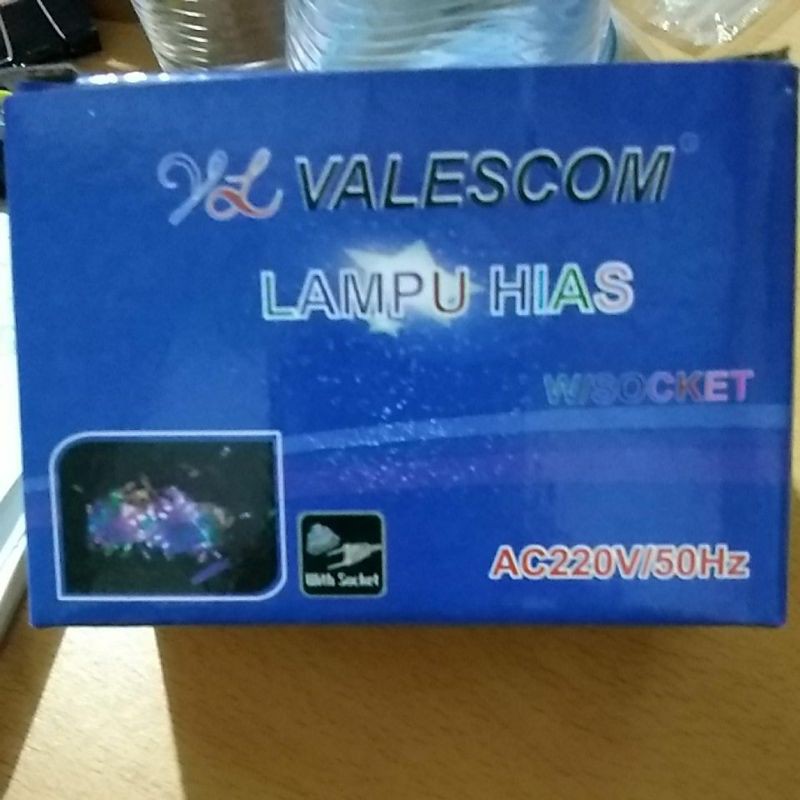 VL VALESCOM®
LAMPU HIAS
W/SOCKET
With Socket
AC220V/50Hz